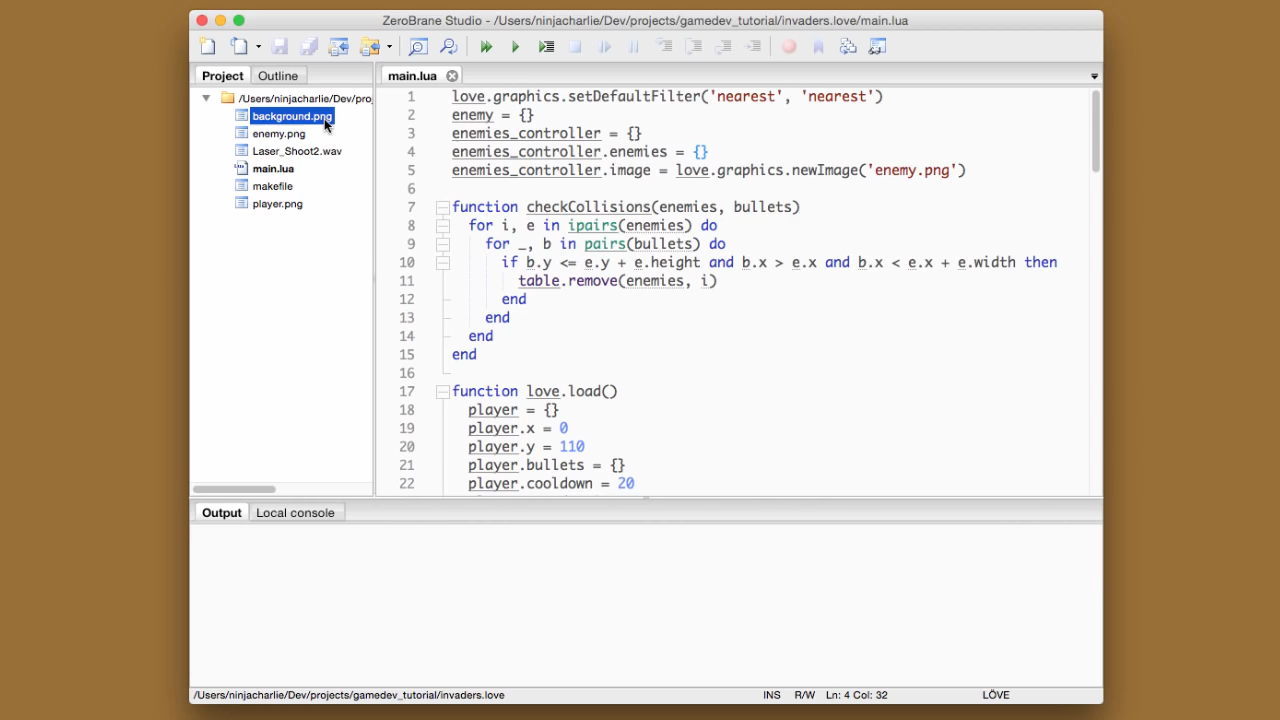 ZeroBrane Studio - /Users/ninjacharlie/Dev/projects/gamedev_tutorial/invaders.love/main.lua
Project
Outline
/Users/ninjacharlie/Dev/pro
background.png
enemy.png
Laser_Shoot2.wav
main.lua
makefile
player.png
main.lua
1 love.graphics.setDefaultFilter('nearest', 'nearest')
2 enemy = {}
3 enemies_controller = {}
4 enemies_controller.enemies = {}
5 enemies_controller.image = love.graphics.newImage('enemy.png')
6
7 function checkCollisions(enemies, bullets)
8 for i, e in ipairs(enemies) do
9 for _, b in pairs(bullets) do
10 if b.y <= e.y + e.height and b.x > e.x and b.x < e.x + e.width then
11 table.remove(enemies, i)
12 end
13 end
14 end
15 end
16
17 function love.load()
18 player = {}
19 player.x = 0
20 player.y = 110
21 player.bullets = {}
22 player.cooldown = 20
Output
Local console
/Users/ninjacharlie/Dev/projects/gamedev_tutorial/invaders.love
INS
R/W
Ln: 4 Col: 32
LÖVE